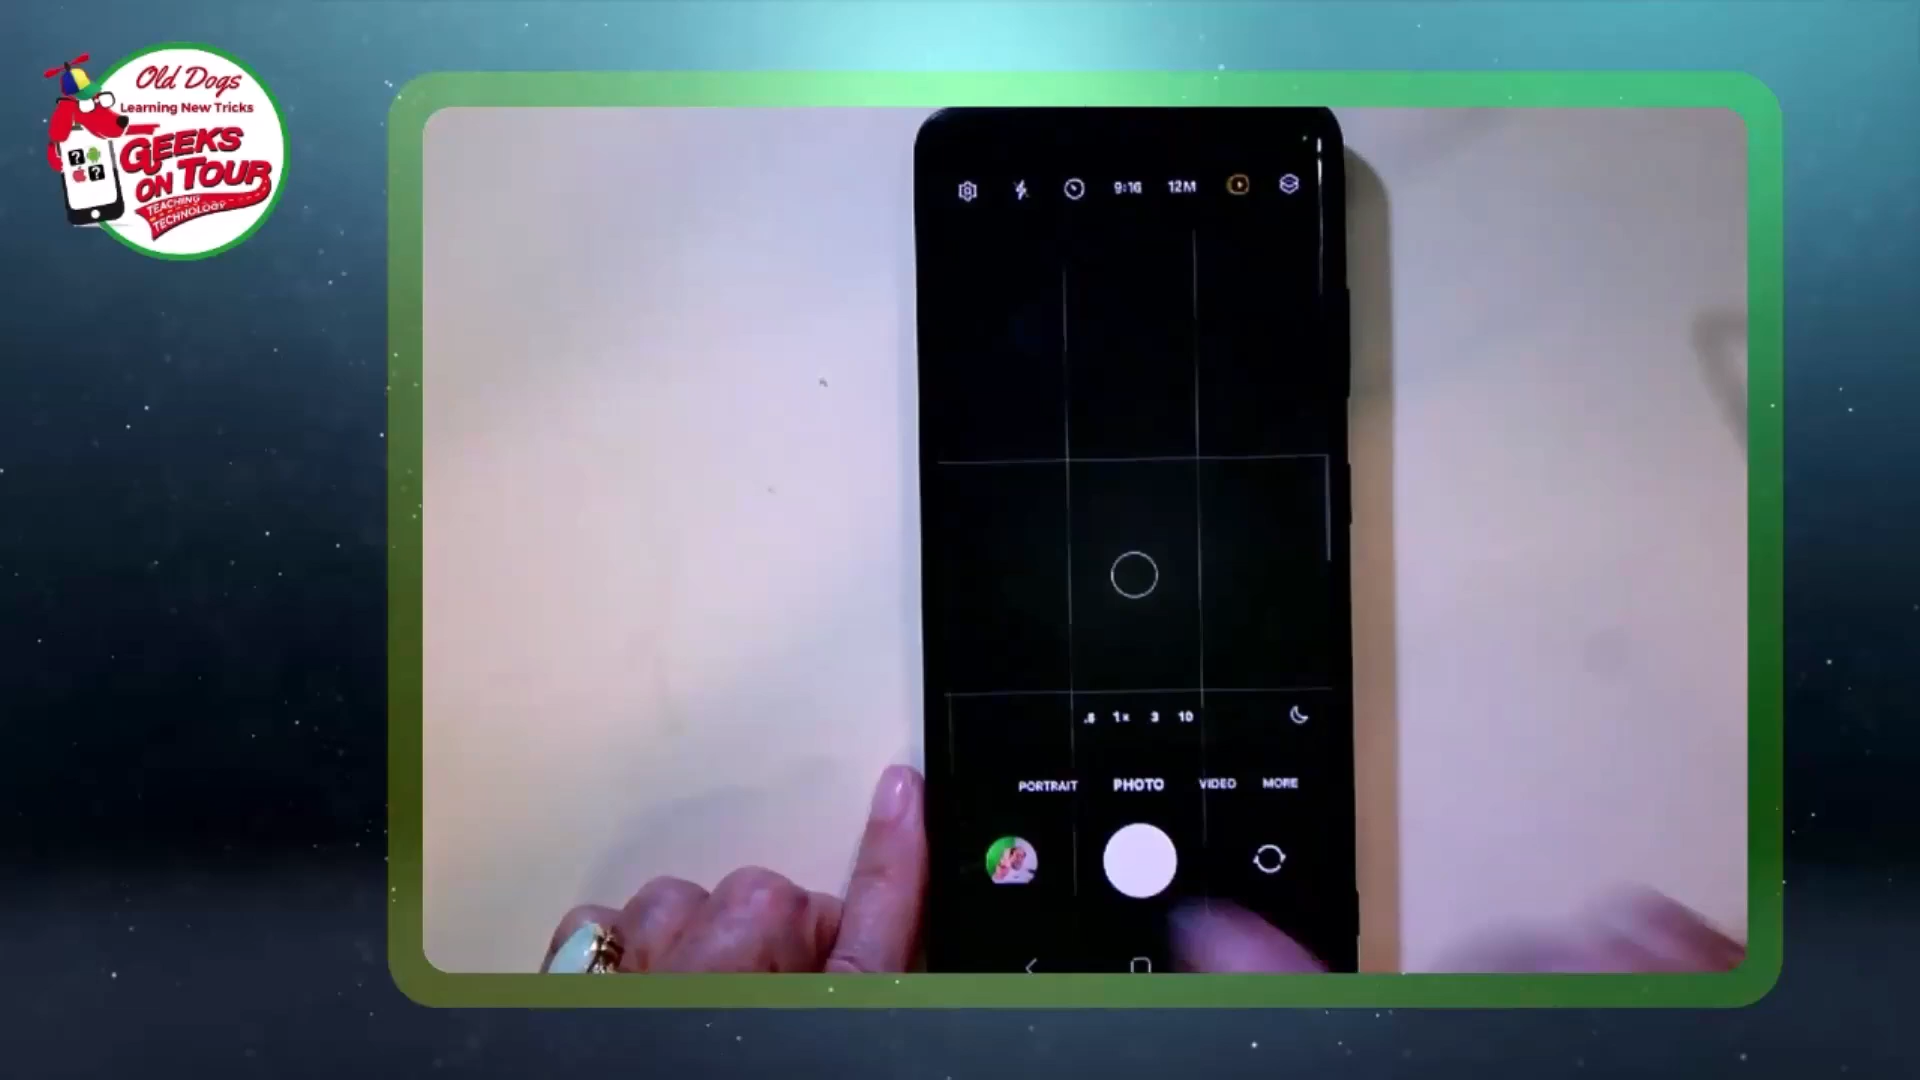 Old Dogs
Learning New Tricks
GEEKS
ON TOUR
TEACHING
TECHNOLOGY
? 
?
9:16 12M
.6 1x 3 10
PORTRAIT PHOTO VIDEO MORE